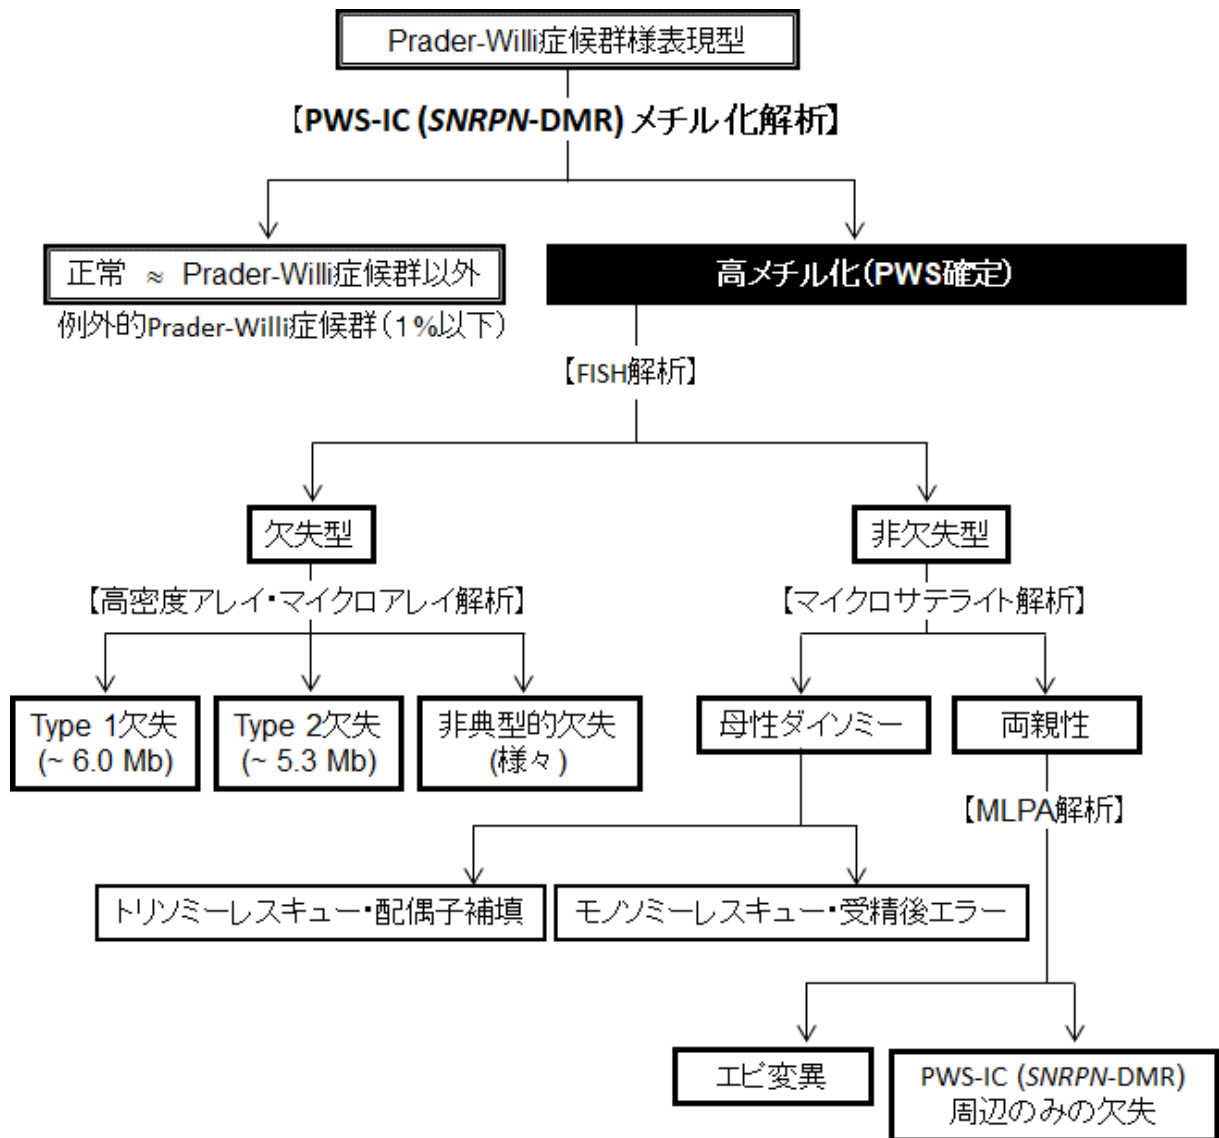 Prader-Willi症候群様表現型
【PWS-IC (SNRPN-DMR) メチル化解析】
正常 ≈ Prader-Willi症候群以外
例外的Prader-Willi症候群(1%以下)
高メチル化(PWS確定)
【FISH解析】
欠失型
非欠失型
【高密度アレイ・マイクロアレイ解析】
【マイクロサテライト解析】
Type 1欠失
(~ 6.0 Mb)
Type 2欠失
(~ 5.3 Mb)
非典型的欠失
(様々)
母性ダイソミー
両親性
【MLPA解析】
トリソミーレスキュー・配偶子補填
モノソミーレスキュー・受精後エラー
エピ変異
PWS-IC (SNRPN-DMR)
周辺のみの欠失